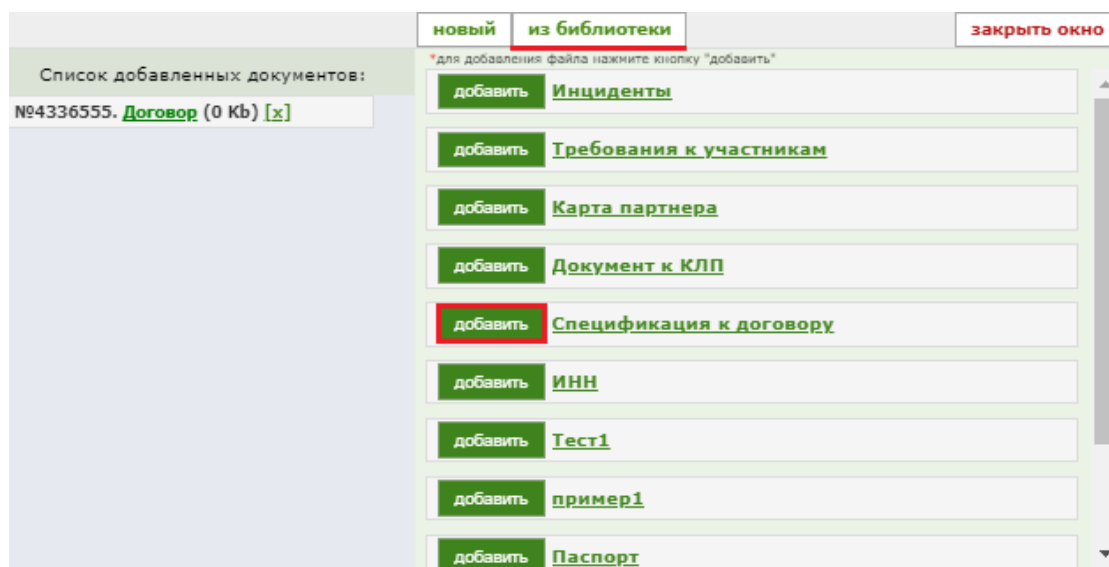 новый из библиотеки закрыть окно
Список добавленных документов:
№4336555. Договор (0 Kb) [x]
*для добавления файла нажмите кнопку "добавить"
добавить Инциденты
добавить Требования к участникам
добавить Карта партнера
добавить Документ к КЛП
добавить Спецификация к договору
добавить ИНН
добавить Тест1
добавить пример1
добавить Паспорт